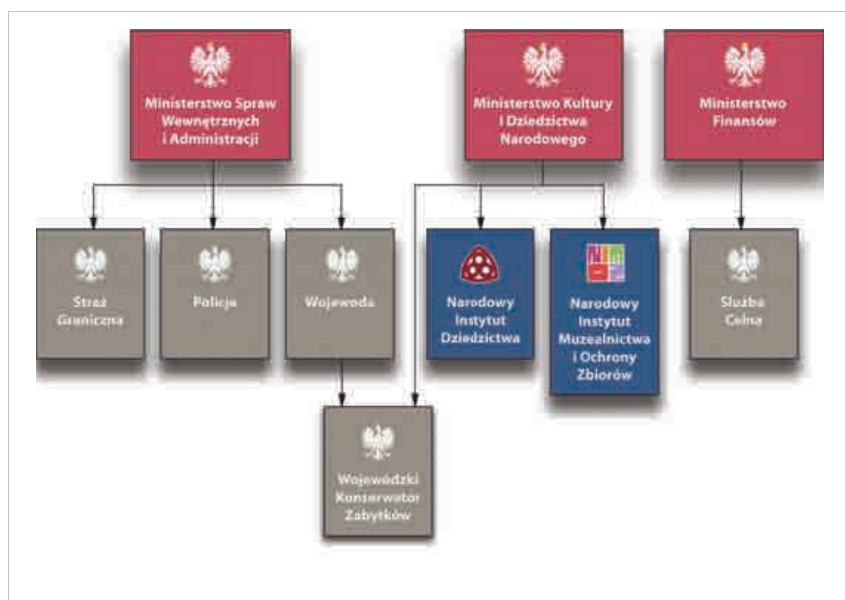 Ministerstwo Spraw
Wewnętrznych
i Administracji
Ministerstwo Kultury
i Dziedzictwa
Narodowego
Ministerstwo
Finansów
Straż
Graniczna
Policja
Wojewoda
Narodowy
Instytut
Dziedzictwa
Narodowy
Instytut
Muzealnictwa
i Ochrony
Zbiorów
Służba
Celna
Wojewódzki
Konserwator
Zabytków